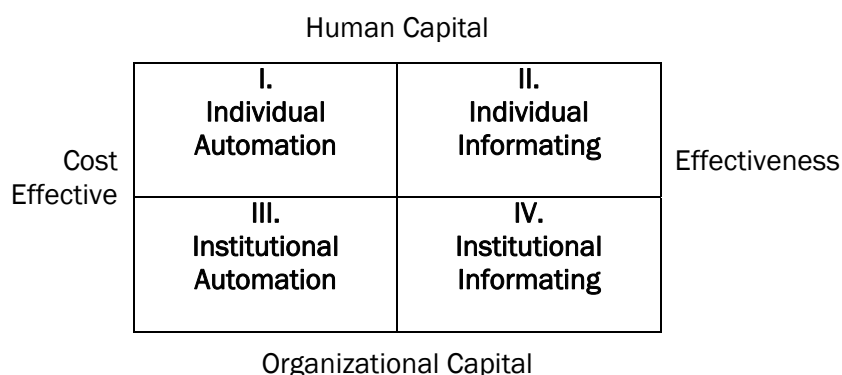 Human Capital
I.
Individual
Automation
II.
Individual
Informating
Cost
Effective
Effectiveness
III.
Institutional
Automation
IV.
Institutional
Informating
Organizational Capital